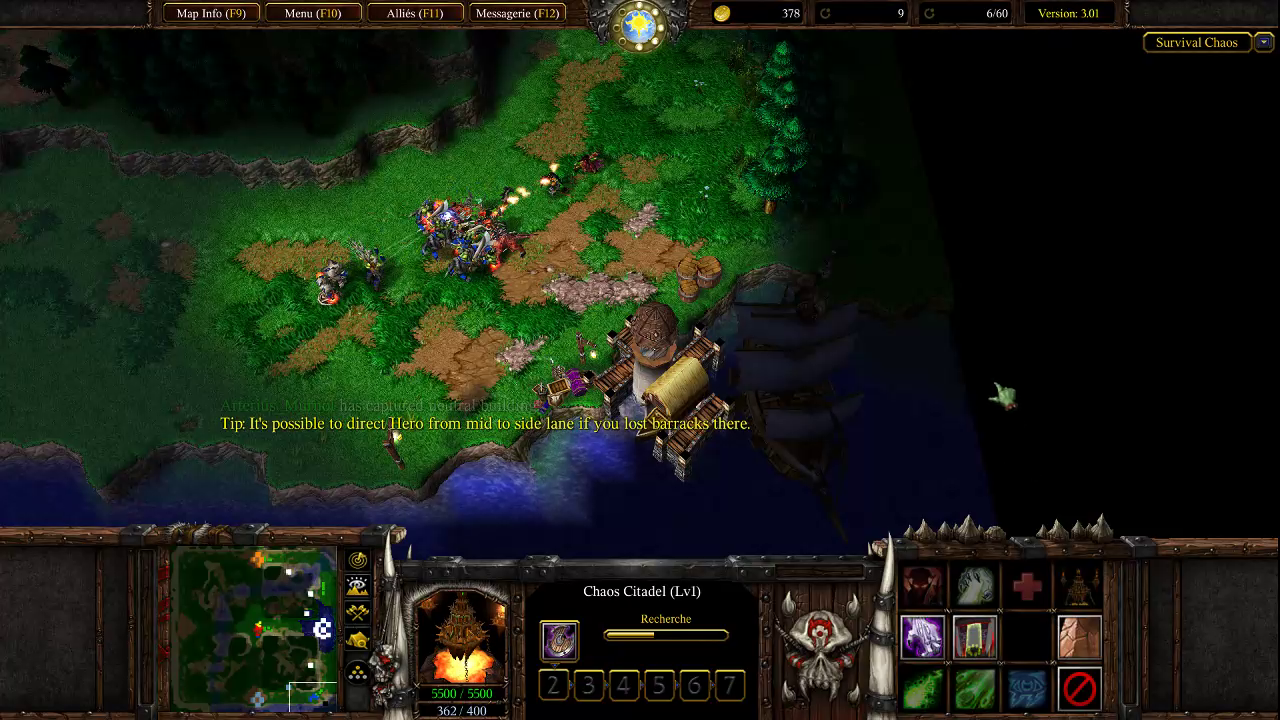 Map Info (F9) Menu (F10) Alliés (F11) Messagerie (F12) 378 9 6/60 Version: 3.01
Survival Chaos
has captured neutral building
Tip: It's possible to direct Hero from mid to side lane if you lost barracks there.
Chaos Citadel (Lv1)
Recherche
2 3 4 5 6 7
5500 / 5500
362 / 400